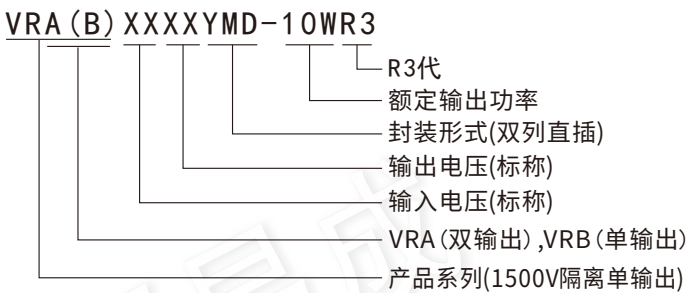 VRA(B)XXXXYMD-10WR3
R3代
额定输出功率
封装形式(双列直插)
输出电压(标称)
输入电压(标称)
VRA(双输出),VRB(单输出)
产品系列(1500V隔离单输出)